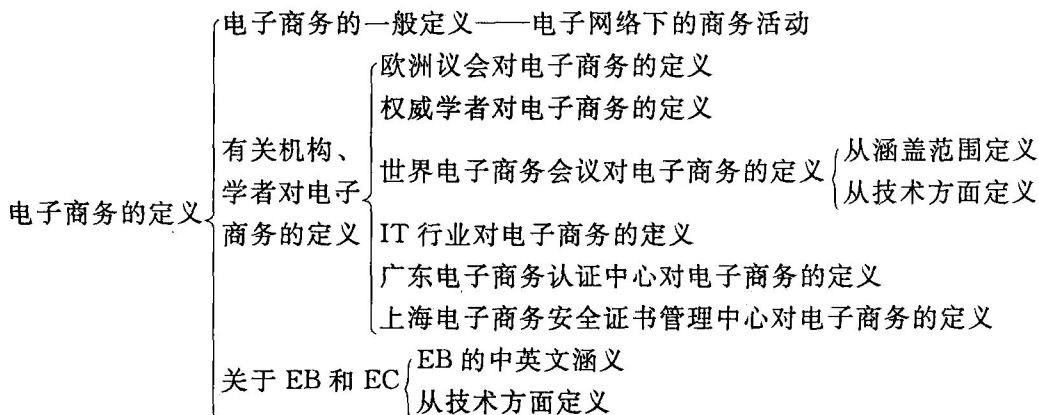 电子商务的定义
电子商务的一般定义——电子网络下的商务活动
有关机构、
学者对电子
商务的定义
欧洲议会对电子商务的定义
权威学者对电子商务的定义
世界电子商务会议对电子商务的定义
从涵盖范围定义
从技术方面定义
IT 行业对电子商务的定义
广东电子商务认证中心对电子商务的定义
上海电子商务安全证书管理中心对电子商务的定义
关于 EB 和 EC
EB 的中英文涵义
从技术方面定义